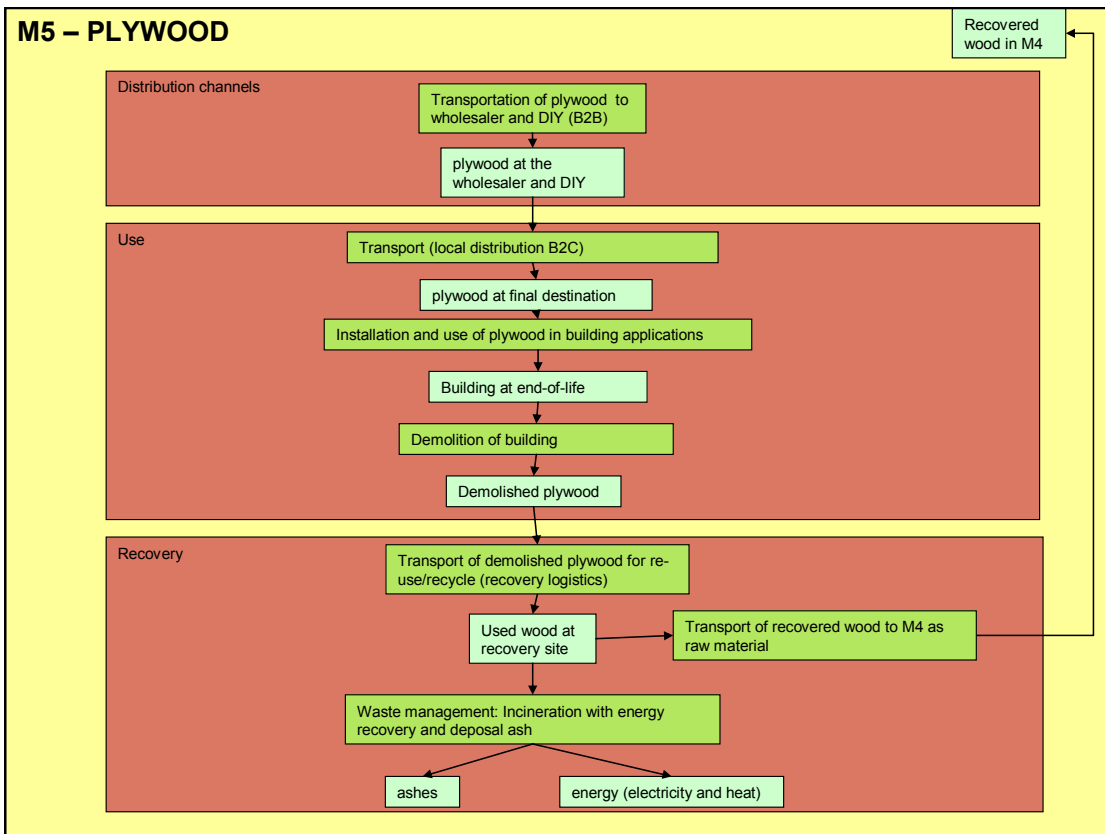 M5 – PLYWOOD
Recovered
wood in M4
Distribution channels
Transportation of plywood to
wholesaler and DIY (B2B)
plywood at the
wholesaler and DIY
Use
Transport (local distribution B2C)
plywood at final destination
Installation and use of plywood in building applications
Building at end-of-life
Demolition of building
Demolished plywood
Recovery
Transport of demolished plywood for re-
use/recycle (recovery logistics)
Used wood at
recovery site
Transport of recovered wood to M4 as
raw material
Waste management: Incineration with energy
recovery and deposal ash
ashes
energy (electricity and heat)